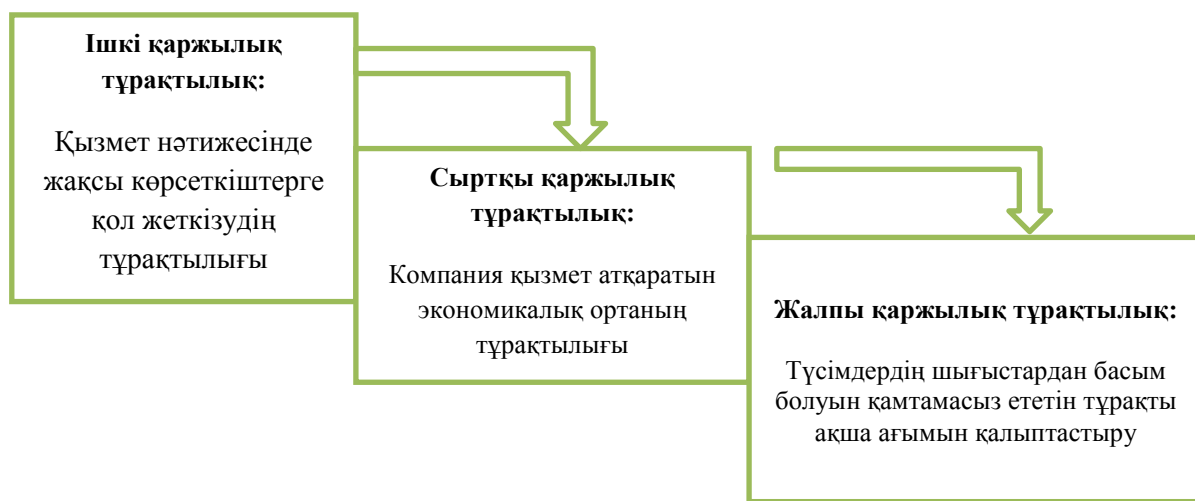 Ішкі қаржылық
тұрақтылық:
Қызмет нәтижесінде
жақсы көрсеткіштерге
қол жеткізудің
тұрақтылығы
Сыртқы қаржылық
тұрақтылық:
Компания қызмет атқаратын
экономикалық ортаның
тұрақтылығы
Жалпы қаржылық тұрақтылық:
Түсімдердің шығыстардан басым
болуын қамтамасыз ететін тұрақты
ақша ағымын қалыптастыру